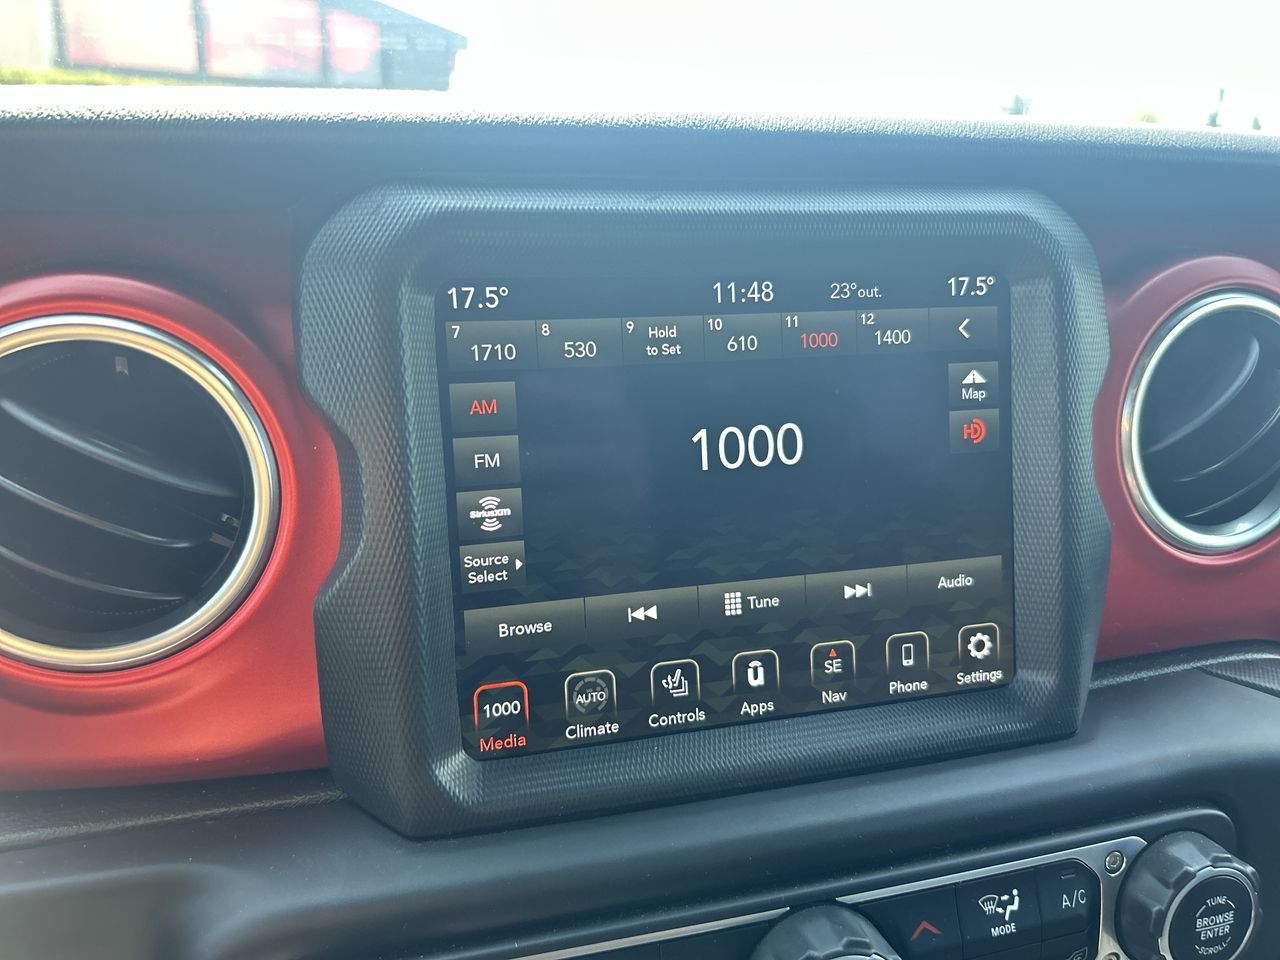 17.5° 11:48 23°out. 17.5°
7 1710 8 530 9 Hold to Set 10 610 11 1000 12 1400
AM
Map
HD
FM
1000
SiriusXM
Source
Select
Browse Tune Audio
1000 AUTO SE
Media Climate Controls Apps Nav Phone Settings
MODE A/C
TUNE
BROWSE
ENTER
SCROLL